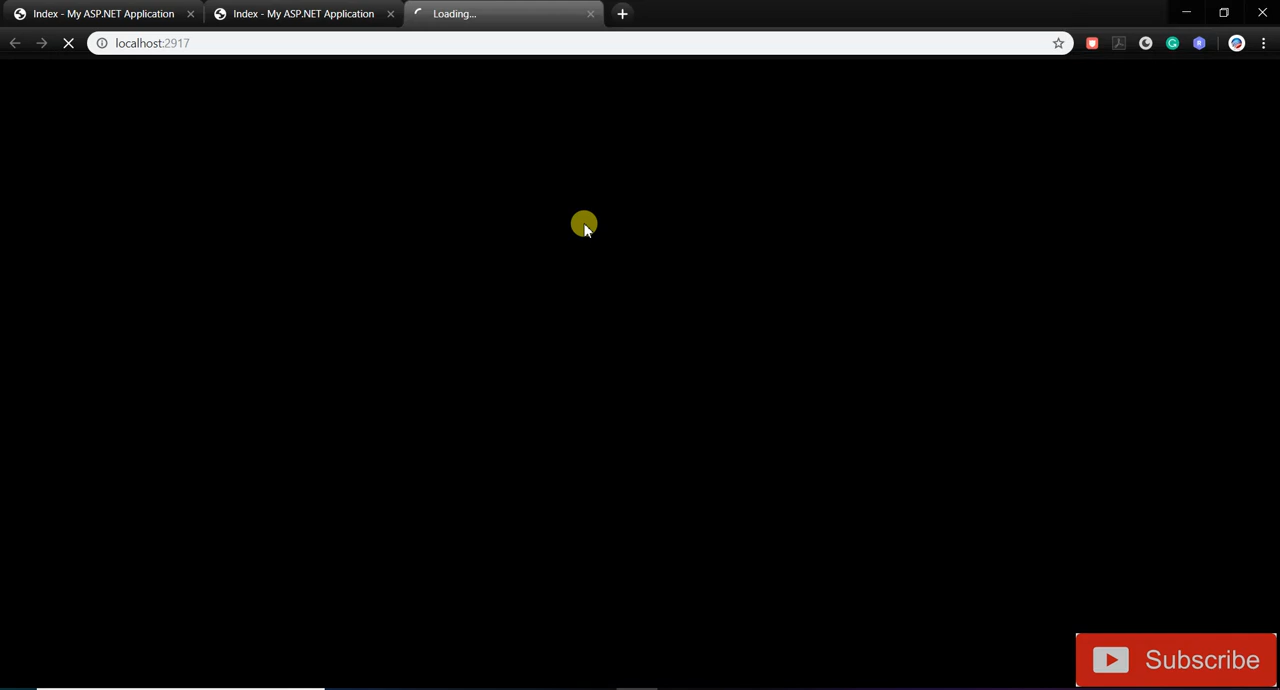 Index - My ASP.NET Application
Index - My ASP.NET Application
Loading...
localhost:2917
Subscribe